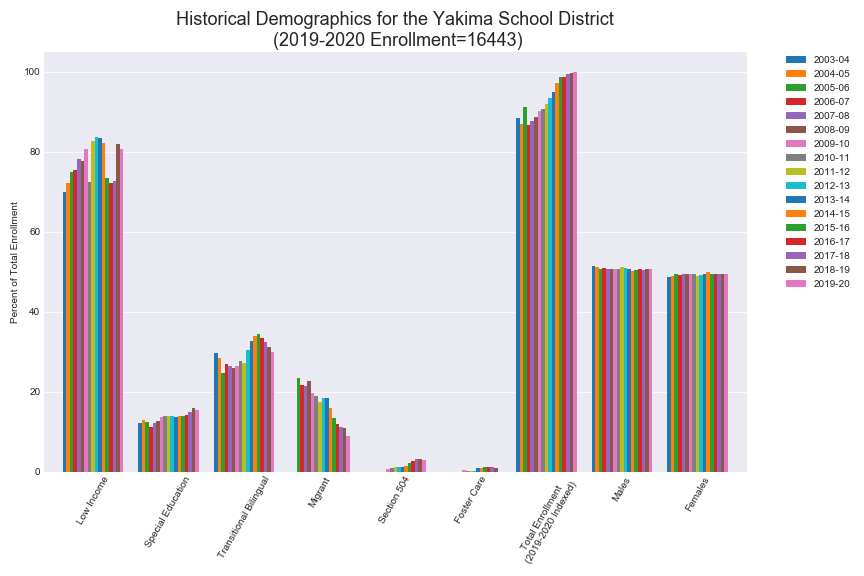 Historical Demographics for the Yakima School District
(2019-2020 Enrollment=16443)
100
80
60
40
20
0
Percent of Total Enrollment
Low Income
Special Education
Transitional Bilingual
Migrant
Section 504
Foster Care
Total Enrollment
(2019-2020 Indexed)
Males
Females
2003-04
2004-05
2005-06
2006-07
2007-08
2008-09
2009-10
2010-11
2011-12
2012-13
2013-14
2014-15
2015-16
2016-17
2017-18
2018-19
2019-20